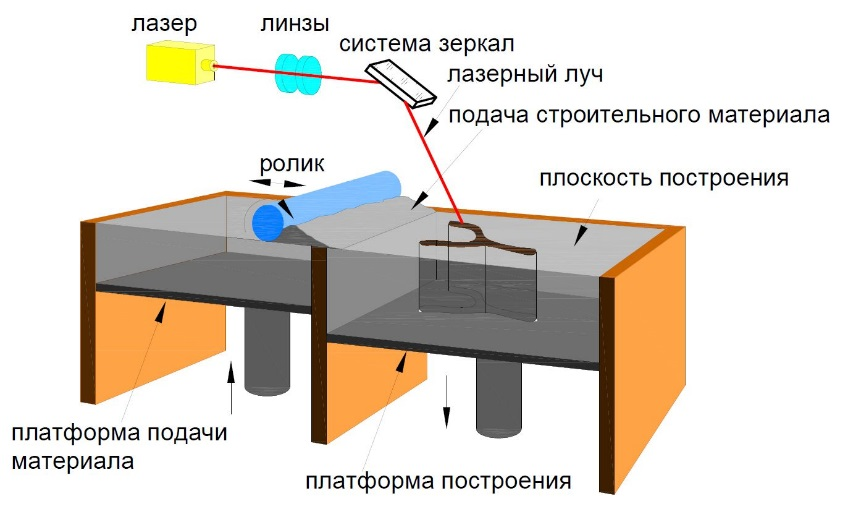 лазер
линзы
система зеркал
лазерный луч
подача строительного материала
ролик
плоскость построения
платформа подачи
материала
платформа построения